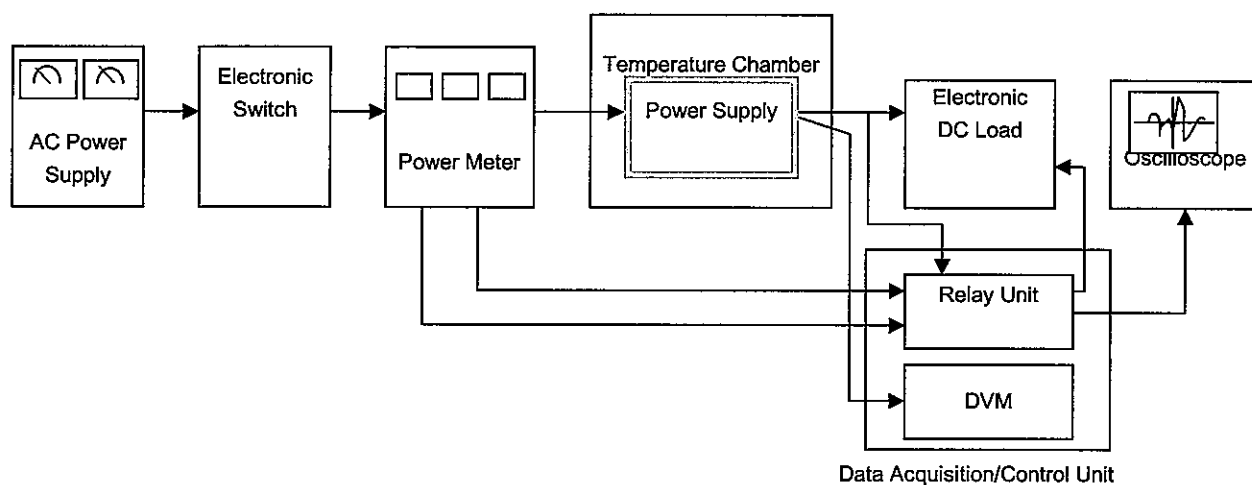 AC Power
Supply
Electronic
Switch
Power Meter
Temperature Chamber
Power Supply
Electronic
DC Load
Oscilloscope
Relay Unit
DVM
Data Acquisition/Control Unit